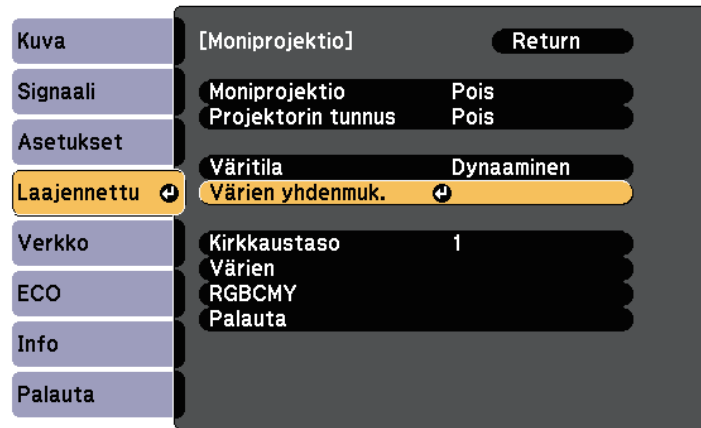 Kuva
Signaali
Asetukset
Laajennettu
Verkko
ECO
Info
Palauta
[Moniprojektio] Return
Moniprojektio Pois
Projektorin tunnus Pois
Väritila Dynaaminen
Värien yhdenmuk.
Kirkkaustaso 1
Värien
RGBCMY
Palauta